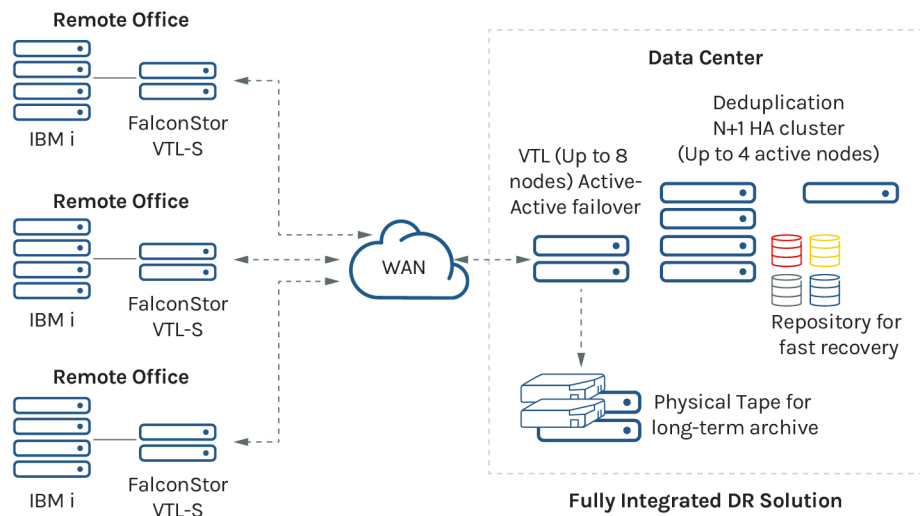 Remote Office
IBM i
FalconStor
VTL-S
Remote Office
IBM i
FalconStor
VTL-S
Remote Office
IBM i
FalconStor
VTL-S
WAN
Data Center
VTL (Up to 8
nodes) Active-
Active failover
Deduplication
N+1 HA cluster
(Up to 4 active nodes)
Repository for
fast recovery
Physical Tape for
long-term archive
Fully Integrated DR Solution